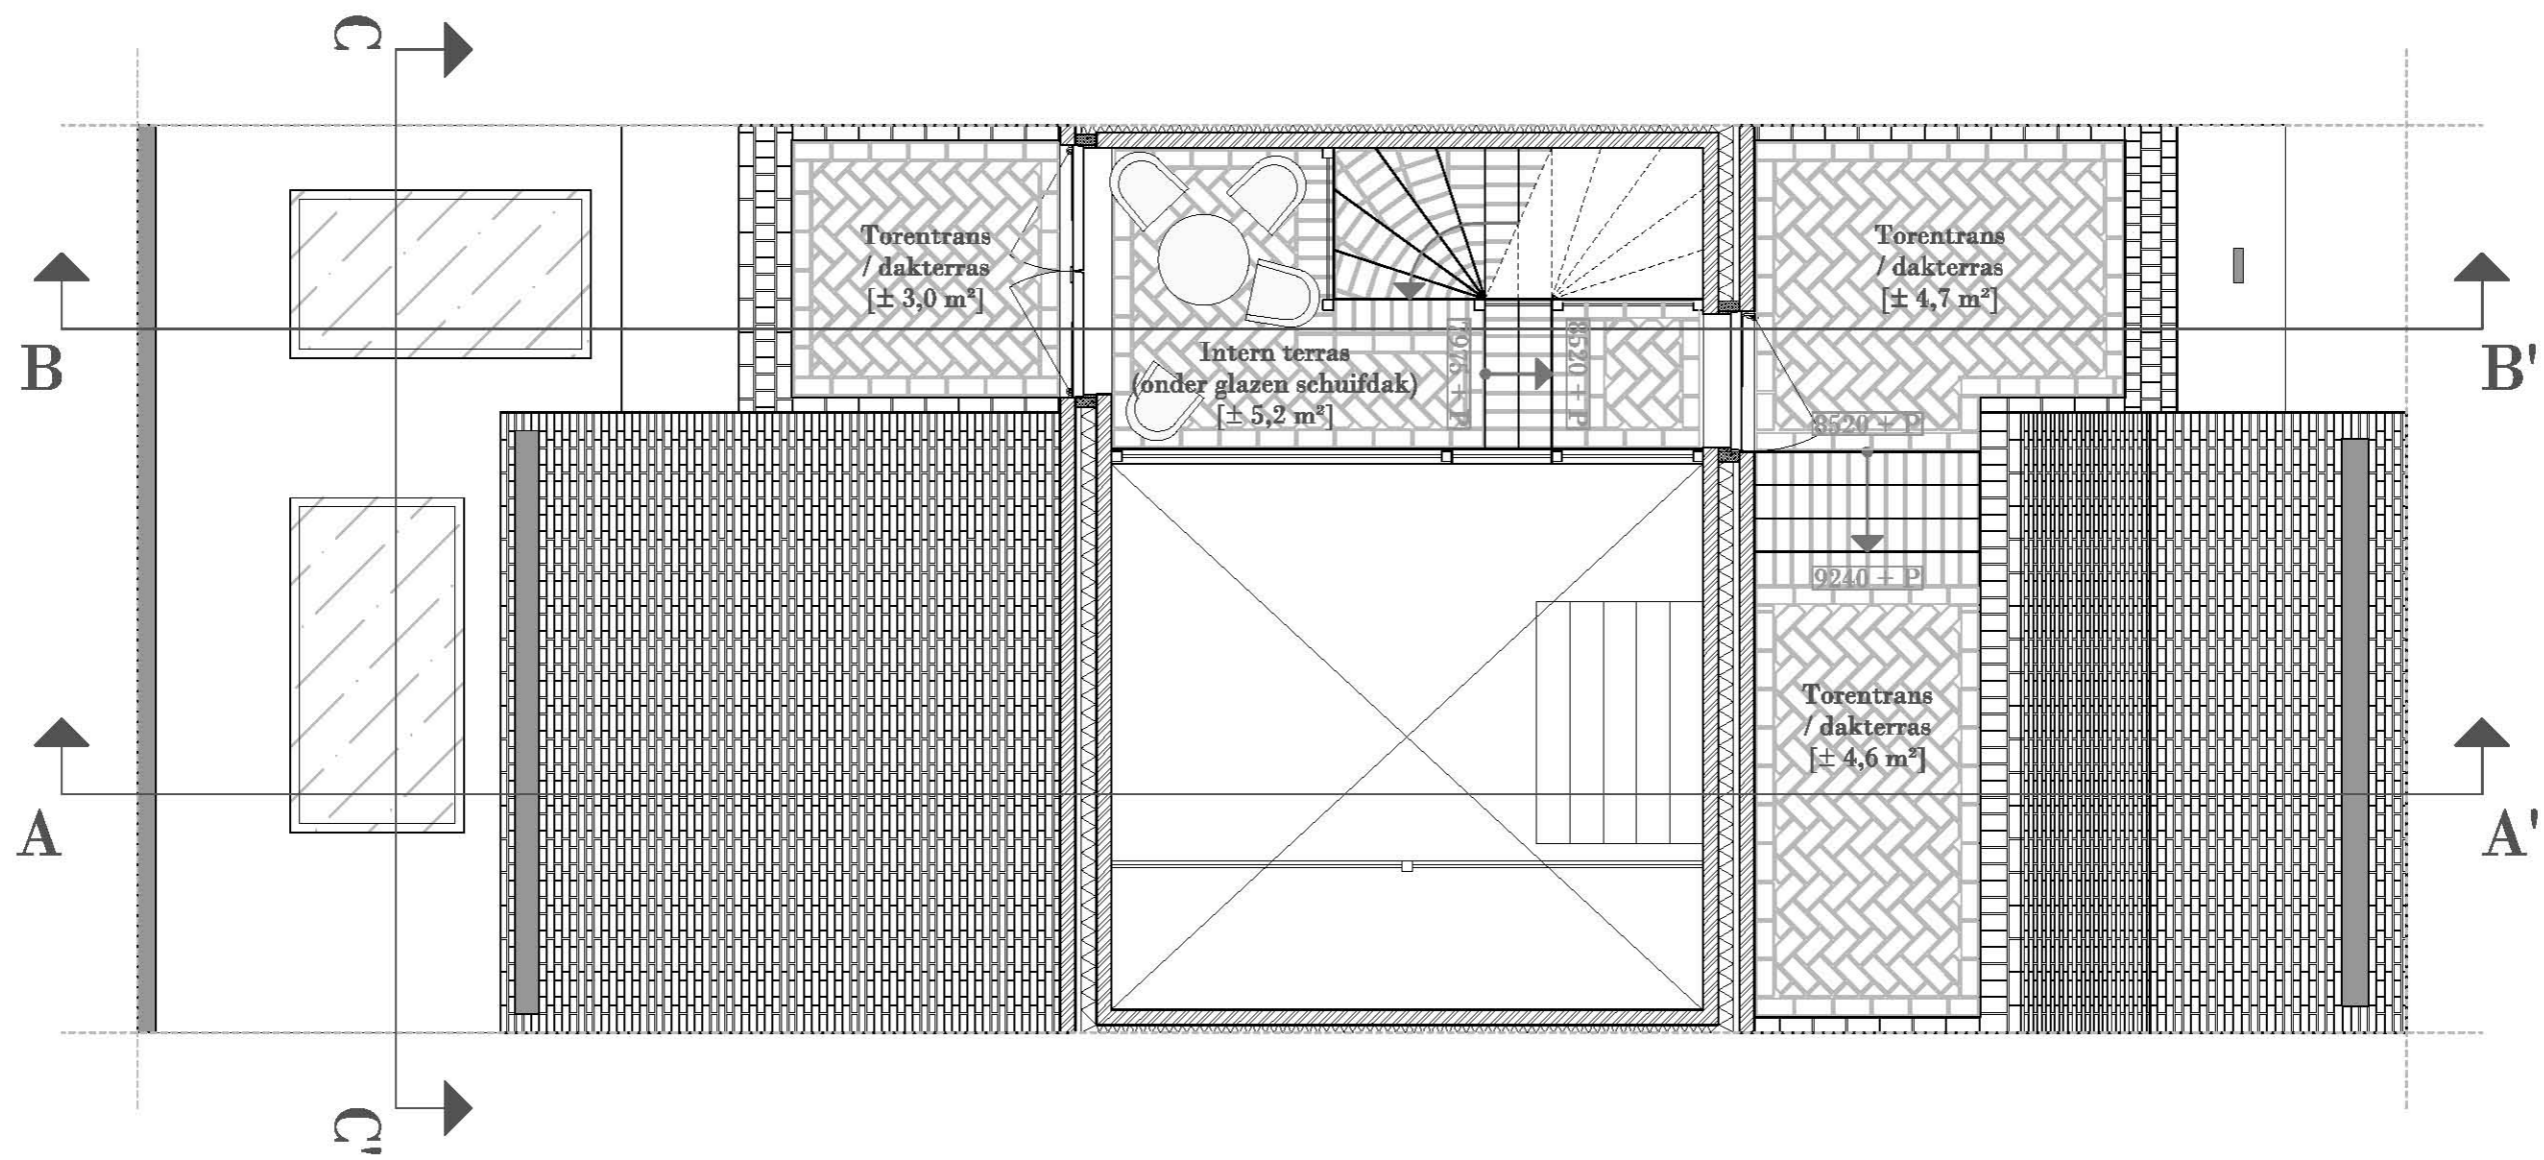 C
Torentrans
/ dakterras
[± 3,0 m²]
Torentrans
/ dakterras
[± 4,7 m²]
B
Intern terras
(onder glazen schuifdak)
[± 5,2 m²]
8520 + P
B'
8520 + P
9240 + P
Torentrans
/ dakterras
[± 4,6 m²]
A
A'
C'